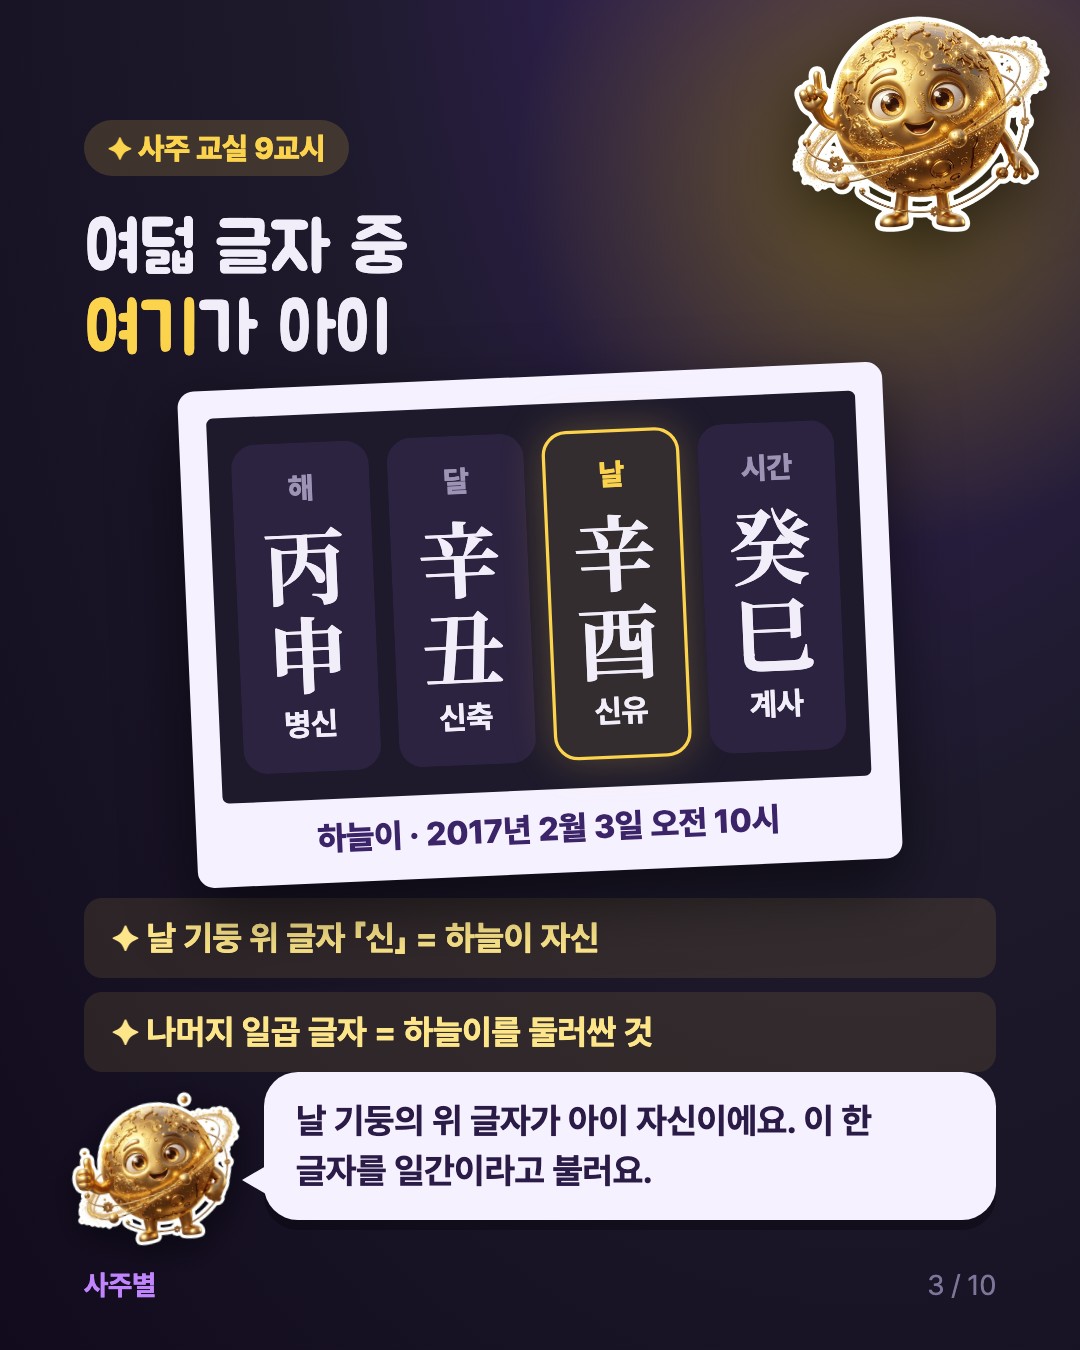 ✦ 사주 교실 9교시
여덟 글자 중
여기가 아이
해 달 날 시간
丙 辛 辛 癸
申 丑 酉 巳
병신 신축 신유 계사
하늘이 · 2017년 2월 3일 오전 10시
✦ 날 기둥 위 글자 「신」 = 하늘이 자신
✦ 나머지 일곱 글자 = 하늘이를 둘러싼 것
날 기둥의 위 글자가 아이 자신이에요. 이 한
글자를 일간이라고 불러요.
사주별
3 / 10